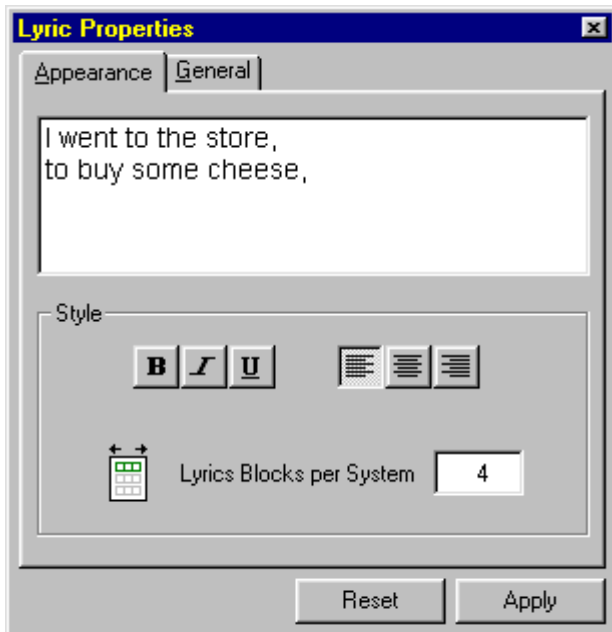 Lyric Properties
Appearance General
I went to the store,
to buy some cheese,
Style
B I U
Lyrics Blocks per System 4
Reset Apply